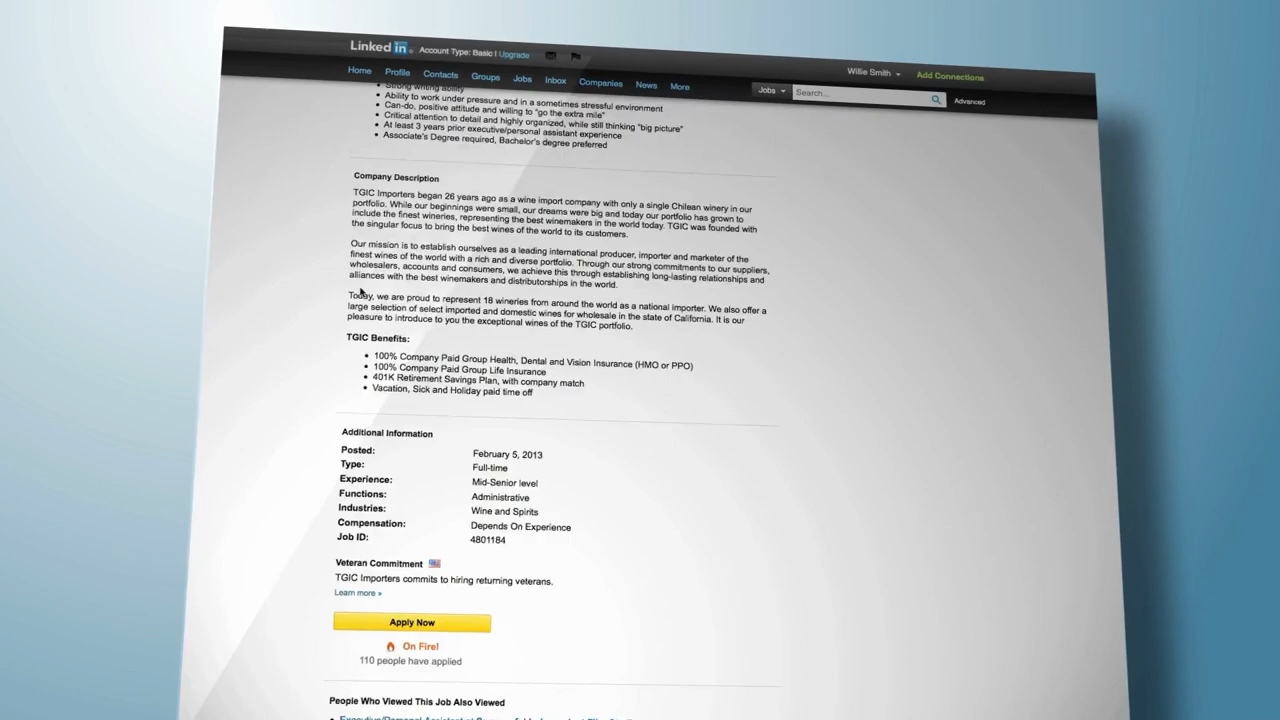 Linked in Account Type: Basic | Upgrade
Willie Smith Add Connections
Home Profile Contacts Groups Jobs Inbox Companies News More
Jobs Search... Advanced
Strong writing ability
Ability to work under pressure and in a sometimes stressful environment
Can-do, positive attitude and willing to "go the extra mile"
Critical attention to detail and highly organized, while still thinking "big picture"
At least 3 years prior executive/personal assistant experience
Associate's Degree required, Bachelor's degree preferred
Company Description
TGIC Importers began 26 years ago as a wine import company with only a single Chilean winery in our
portfolio. While our beginnings were small, our dreams were big and today our portfolio has grown to
include the finest wineries, representing the best winemakers in the world today. TGIC was founded with
the singular focus to bring the best wines of the world to its customers.
Our mission is to establish ourselves as a leading international producer, importer and marketer of the
finest wines of the world with a rich and diverse portfolio. Through our strong commitments to our suppliers,
wholesalers, accounts and consumers, we achieve this through establishing long-lasting relationships and
alliances with the best winemakers and distributorships in the world.
Today, we are proud to represent 18 wineries from around the world as a national importer. We also offer a
large selection of select imported and domestic wines for wholesale in the state of California. It is our
pleasure to introduce to you the exceptional wines of the TGIC portfolio.
TGIC Benefits:
100% Company Paid Group Health, Dental and Vision Insurance (HMO or PPO)
100% Company Paid Group Life Insurance
401K Retirement Savings Plan, with company match
Vacation, Sick and Holiday paid time off
Additional Information
Posted: February 5, 2013
Type: Full-time
Experience: Mid-Senior level
Functions: Administrative
Industries: Wine and Spirits
Compensation: Depends On Experience
Job ID: 4801184
Veteran Commitment
TGIC Importers commits to hiring returning veterans.
Learn more »
Apply Now
On Fire!
110 people have applied
People Who Viewed This Job Also Viewed
Executive/Personal Assistant at